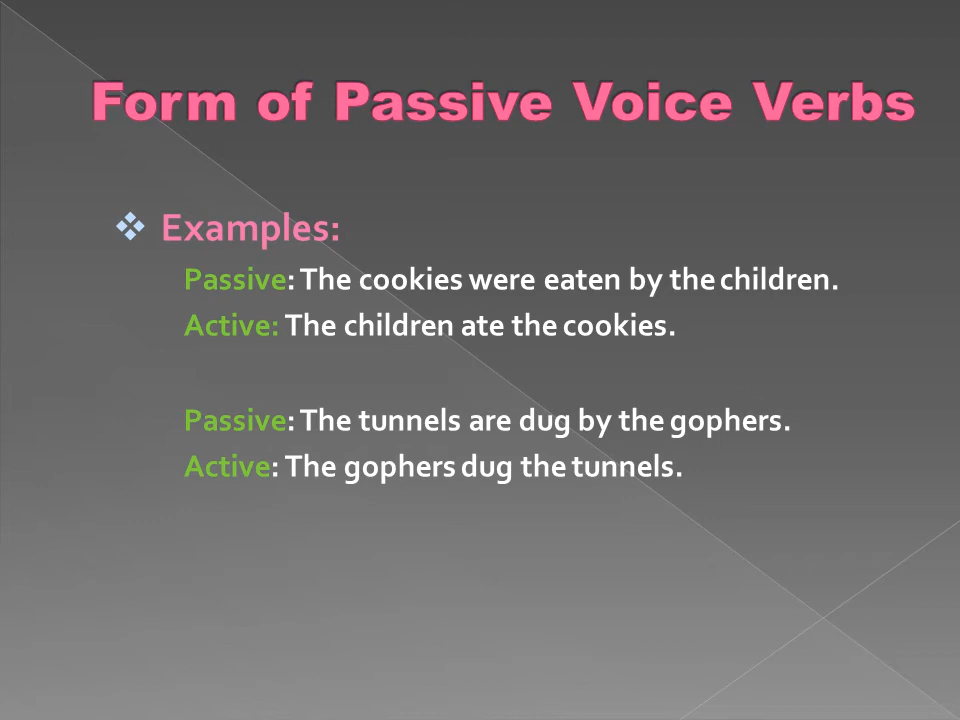 Form of Passive Voice Verbs
❖ Examples:
Passive: The cookies were eaten by the children.
Active: The children ate the cookies.
Passive: The tunnels are dug by the gophers.
Active: The gophers dug the tunnels.